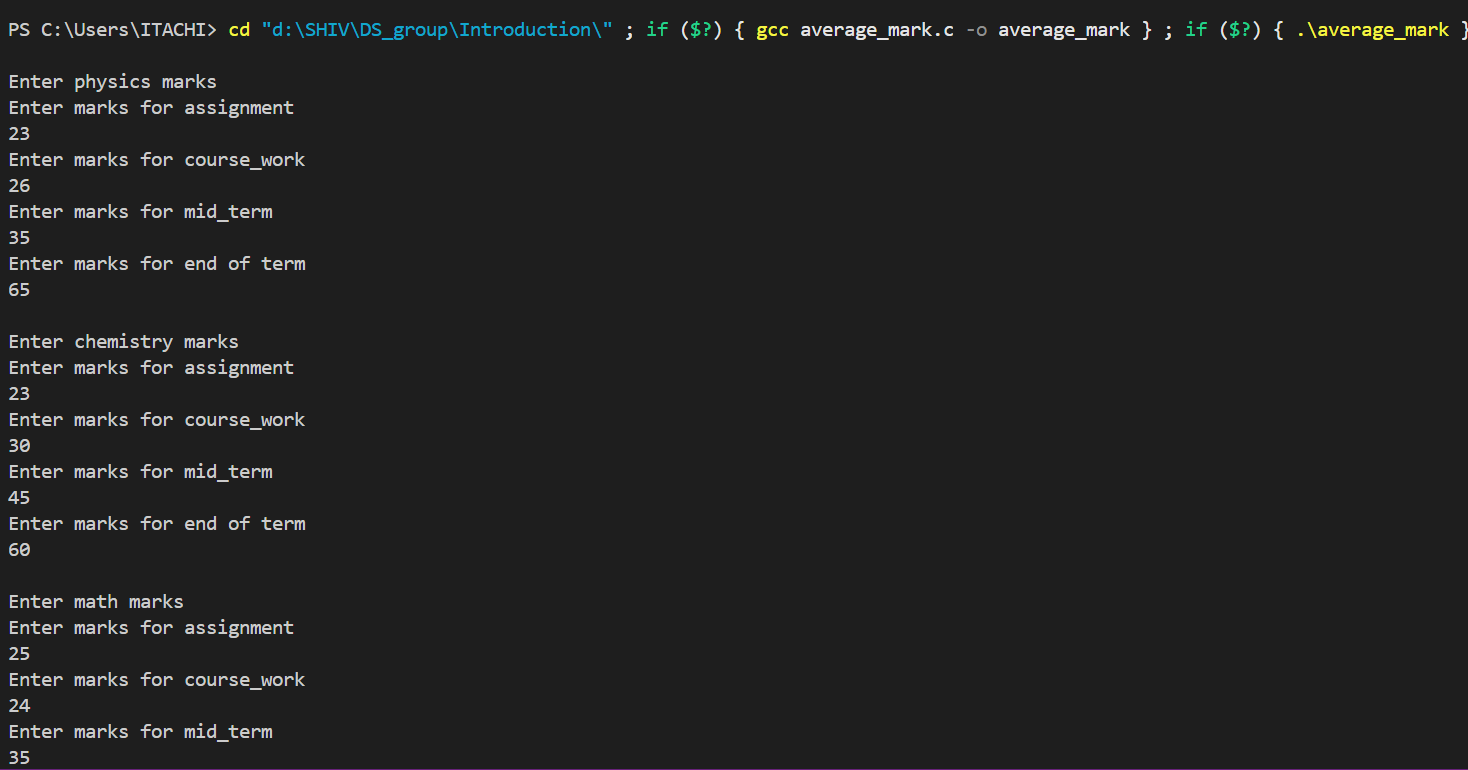 PS C:\Users\ITACHI> cd "d:\SHIV\DS_group\Introduction\" ; if ($?) { gcc average_mark.c -o average_mark } ; if ($?) { .\average_mark }
Enter physics marks
Enter marks for assignment
23
Enter marks for course_work
26
Enter marks for mid_term
35
Enter marks for end of term
65
Enter chemistry marks
Enter marks for assignment
23
Enter marks for course_work
30
Enter marks for mid_term
45
Enter marks for end of term
60
Enter math marks
Enter marks for assignment
25
Enter marks for course_work
24
Enter marks for mid_term
35